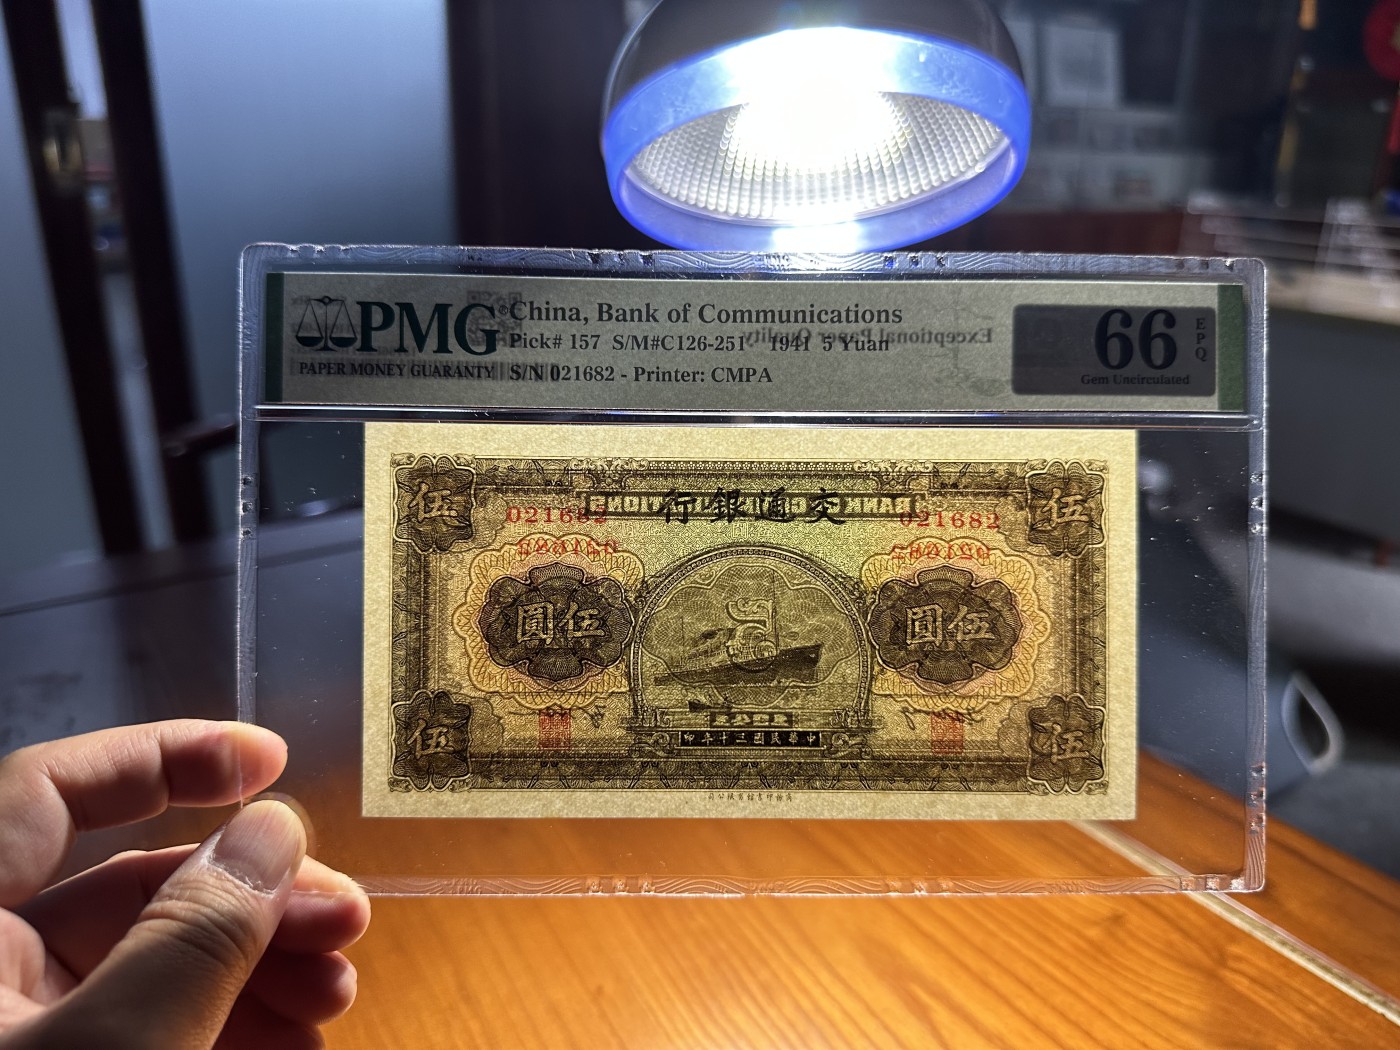 PMG
PAPER MONEY GUARANTY
China, Bank of Communications
Pick# 157 S/M#C126-251 1941 5 Yuan
S/N 021682 - Printer: CMPA
66
EPQ
Gem Uncirculated
Exceptional Paper Quality
伍 伍
行銀通交
021682 021682
圓伍 圓伍
伍 伍
印年十三國民華中